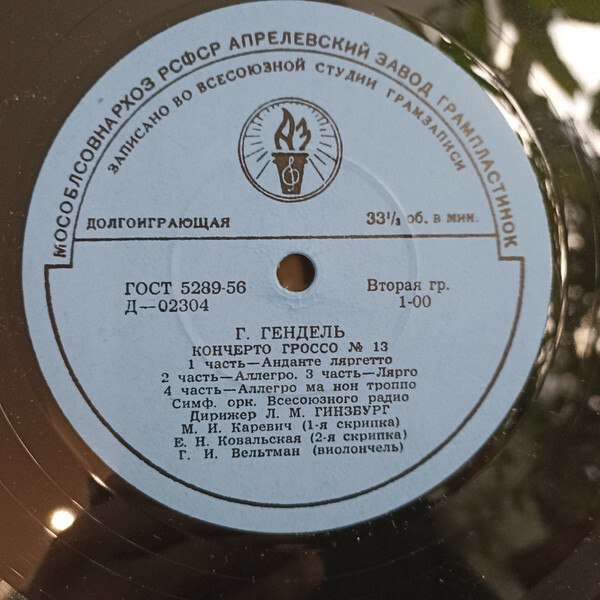 МОСОБЛСОВНАРХОЗ РСФСР АПРЕЛЕВСКИЙ ЗАВОД ГРАМПЛАСТИНОК
ЗАПИСАНО ВО ВСЕСОЮЗНОЙ СТУДИИ ГРАМЗАПИСИ
АЗ
ДОЛГОИГРАЮЩАЯ 33 1/3 об. в мин.
ГОСТ 5289-56 Вторая гр.
Д—02304 1-00
Г. ГЕНДЕЛЬ
КОНЧЕРТО ГРОССО № 13
1 часть—Анданте ляргетто
2 часть—Аллегро. 3 часть—Лярго
4 часть—Аллегро ма нон троппо
Симф. орк. Всесоюзного радио
Дирижер Л. М. ГИНЗБУРГ
М. И. Каревич (1-я скрипка)
Е. Н. Ковальская (2-я скрипка)
Г. И. Вельтман (виолончель)